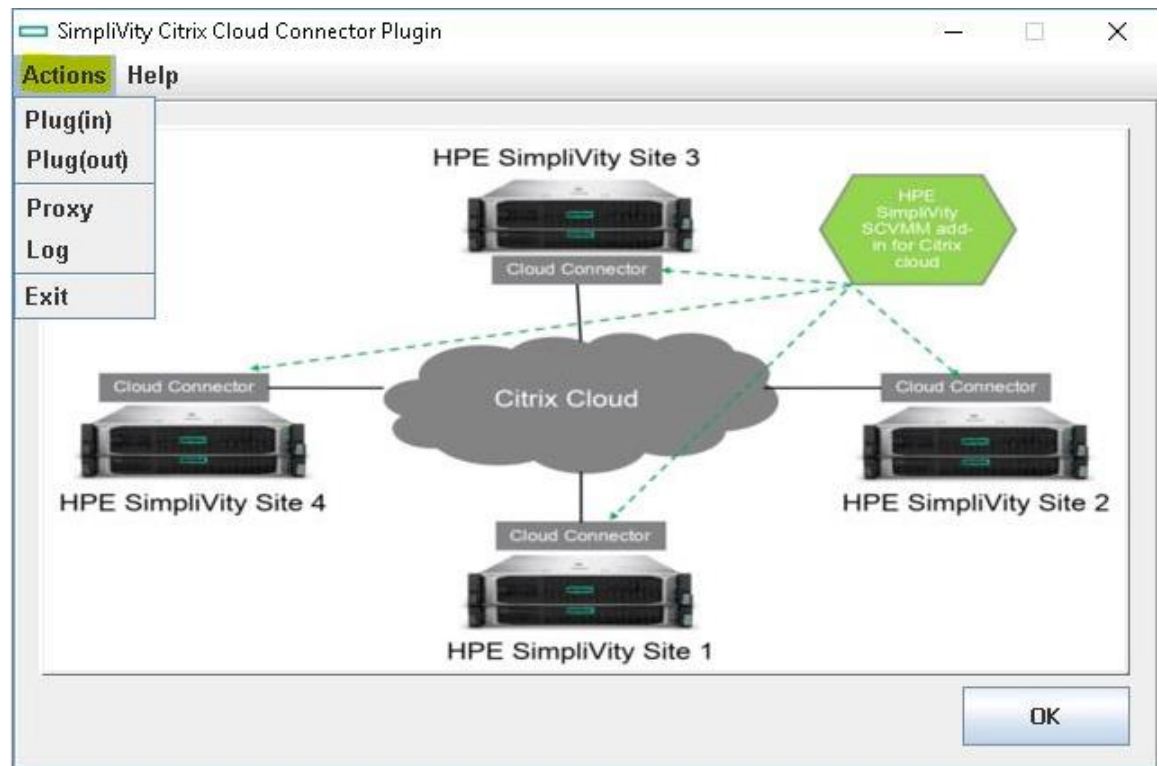 SimpliVity Citrix Cloud Connector Plugin
Actions Help
Plug(in)
Plug(out)
Proxy
Log
Exit
HPE SimpliVity Site 3
Cloud Connector
HPE
SimpliVity
SCVMM add-
in for Citrix
cloud
Cloud Connector
Citrix Cloud
Cloud Connector
HPE SimpliVity Site 4
HPE SimpliVity Site 2
Cloud Connector
HPE SimpliVity Site 1
OK